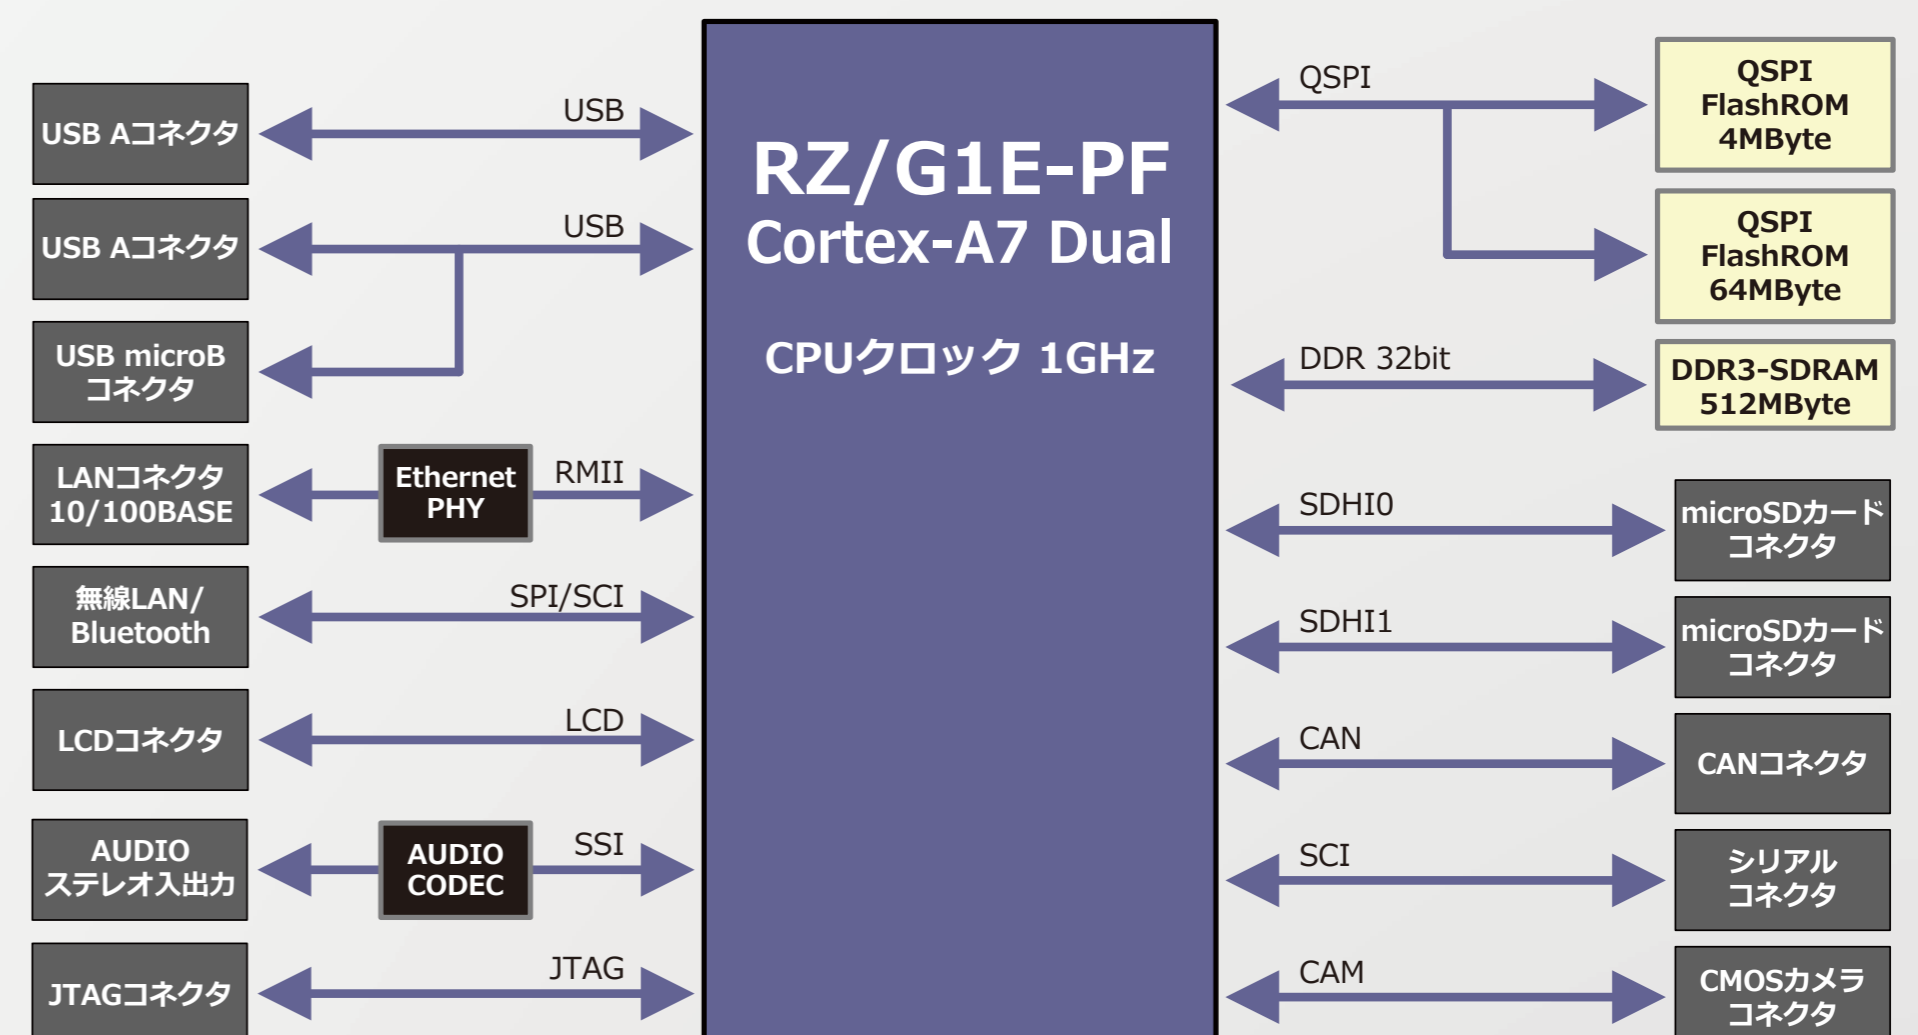 USB Aコネクタ
USB
USB Aコネクタ
USB
USB microB
コネクタ
LANコネクタ
10/100BASE
Ethernet
PHY
RMII
無線LAN/
Bluetooth
SPI/SCI
LCDコネクタ
LCD
AUDIO
ステレオ入出力
AUDIO
CODEC
SSI
JTAGコネクタ
JTAG
RZ/G1E-PF
Cortex-A7 Dual
CPUクロック 1GHz
QSPI
QSPI
FlashROM
4MByte
QSPI
FlashROM
64MByte
DDR 32bit
DDR3-SDRAM
512MByte
SDHI0
microSDカード
コネクタ
SDHI1
microSDカード
コネクタ
CAN
CANコネクタ
SCI
シリアル
コネクタ
CAM
CMOSカメラ
コネクタ